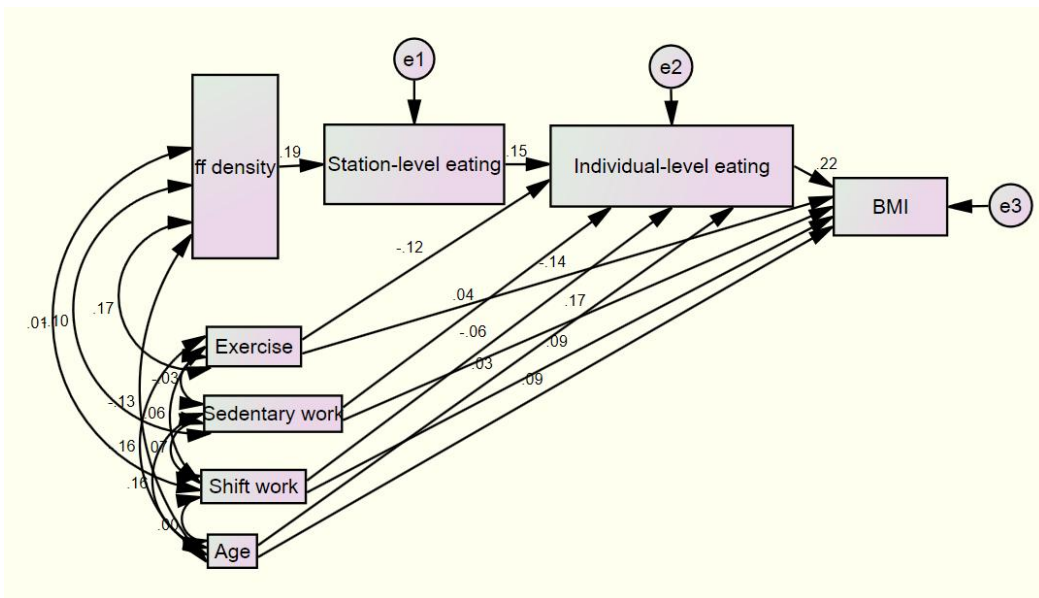 e1
e2
ff density
.19
Station-level eating
.15
Individual-level eating
.22
BMI
e3
-.12
-.14
.04
.17
.17
.10
.01
Exercise
-.06
.09
.03
-.03
.09
-.13
.06
Sedentary work
.16
.07
.16
Shift work
.00
Age